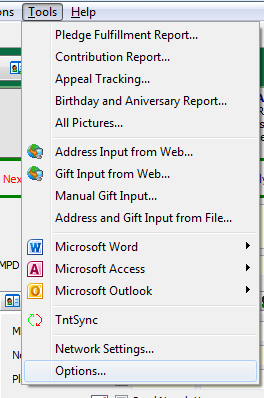 ons Tools Help
Pledge Fulfillment Report...
Contribution Report...
Appeal Tracking...
Birthday and Aniversary Report...
All Pictures...
Address Input from Web...
Nex Gift Input from Web...
Manual Gift Input...
Address and Gift Input from File...
Microsoft Word
MPD
Microsoft Access
Microsoft Outlook
TntSync
Network Settings...
Options...